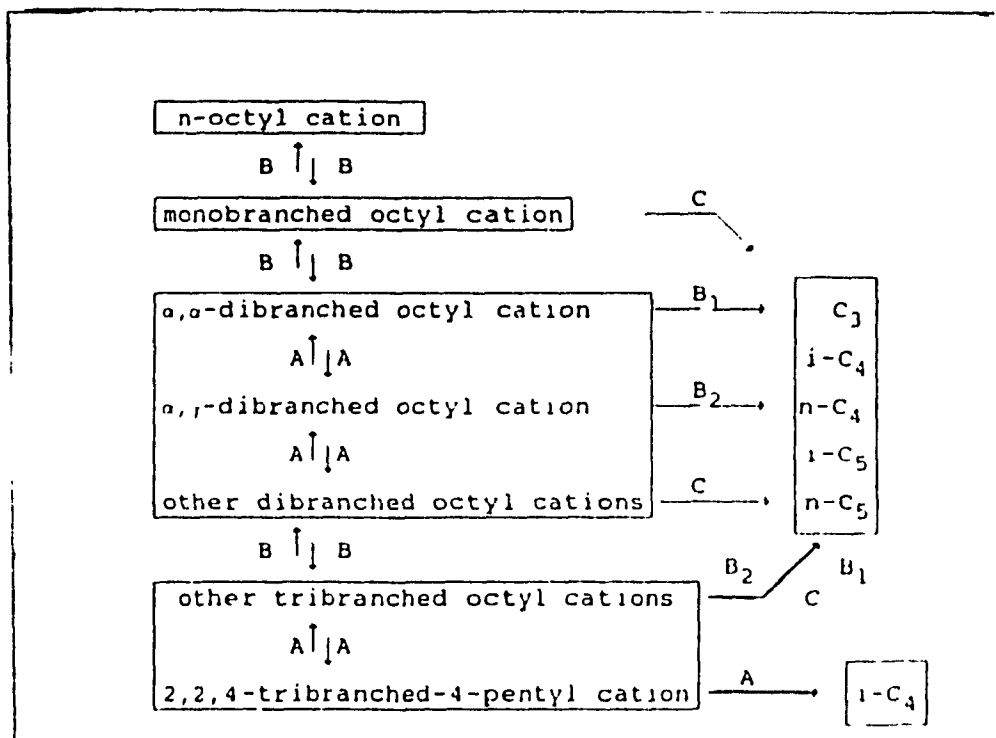 n-octyl cation
B B
monobranched octyl cation
C
B B
α,α-dibranched octyl cation
B1
C3
A A
i-C4
α,γ-dibranched octyl cation
B2
n-C4
A A
i-C5
other dibranched octyl cations
C
n-C5
B B
B2
B1
other tribranched octyl cations
C
A A
2,2,4-tribranched-4-pentyl cation
A
i-C4